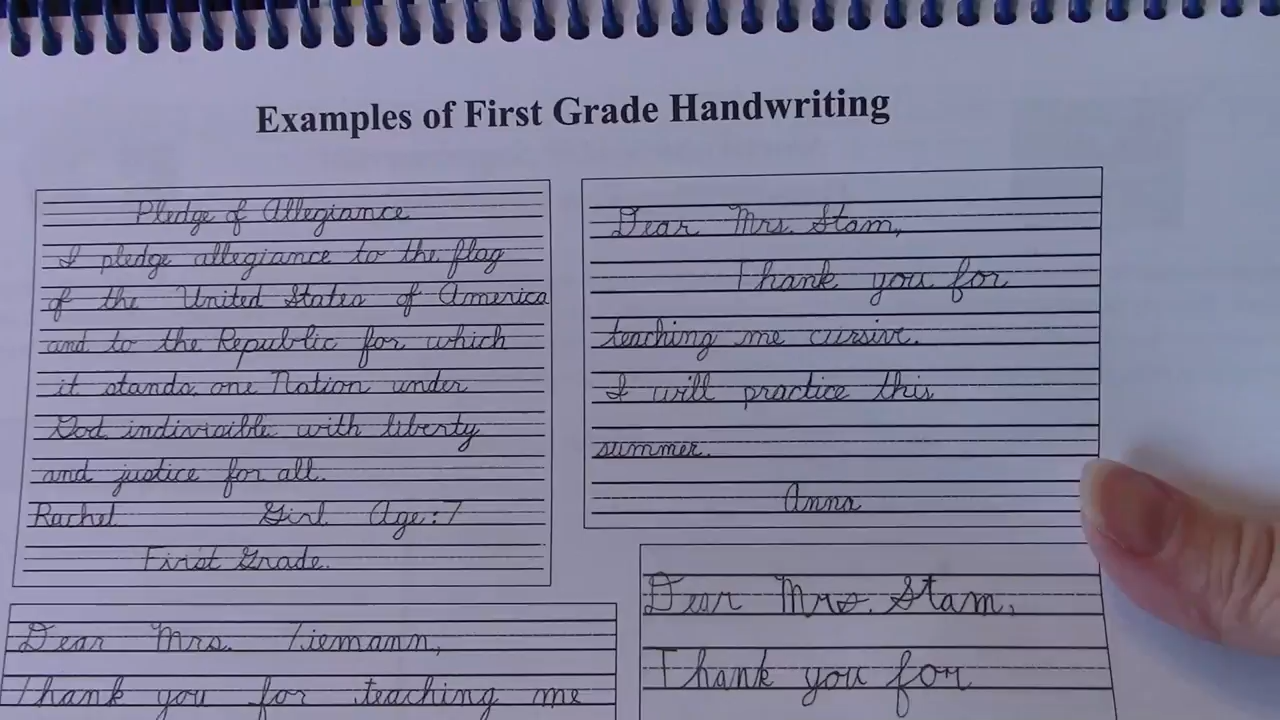 Examples of First Grade Handwriting
Pledge of Allegiance
I pledge allegiance to the flag
of the United States of America
and to the Republic for which
it stands, one Nation under
God, indivisible with liberty
and justice for all.
Rachel Girl Age: 7
First Grade.
Dear Mrs. Stam,
Thank you for
teaching me cursive.
I will practice this
summer.
Anna
Dear Mrs. Ziemann,
Thank you for teaching me
Dear Mrs. Stam,
Thank you for